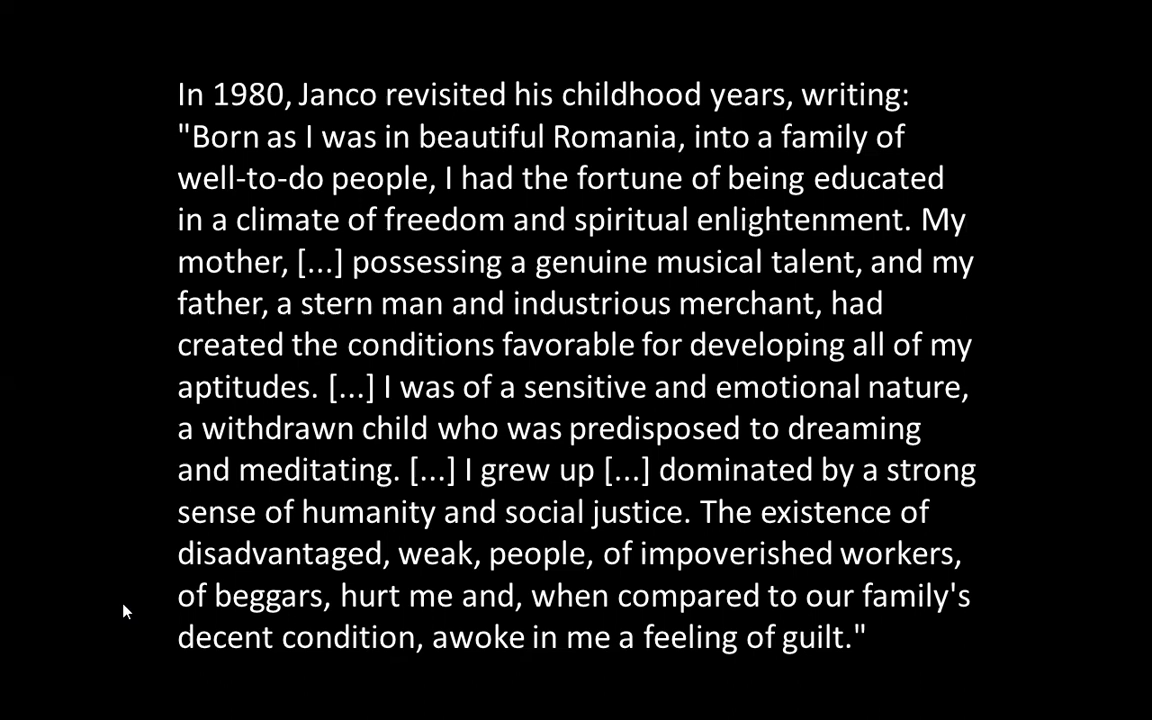 In 1980, Janco revisited his childhood years, writing:
"Born as I was in beautiful Romania, into a family of
well-to-do people, I had the fortune of being educated
in a climate of freedom and spiritual enlightenment. My
mother, [...] possessing a genuine musical talent, and my
father, a stern man and industrious merchant, had
created the conditions favorable for developing all of my
aptitudes. [...] I was of a sensitive and emotional nature,
a withdrawn child who was predisposed to dreaming
and meditating. [...] I grew up [...] dominated by a strong
sense of humanity and social justice. The existence of
disadvantaged, weak, people, of impoverished workers,
of beggars, hurt me and, when compared to our family's
decent condition, awoke in me a feeling of guilt."